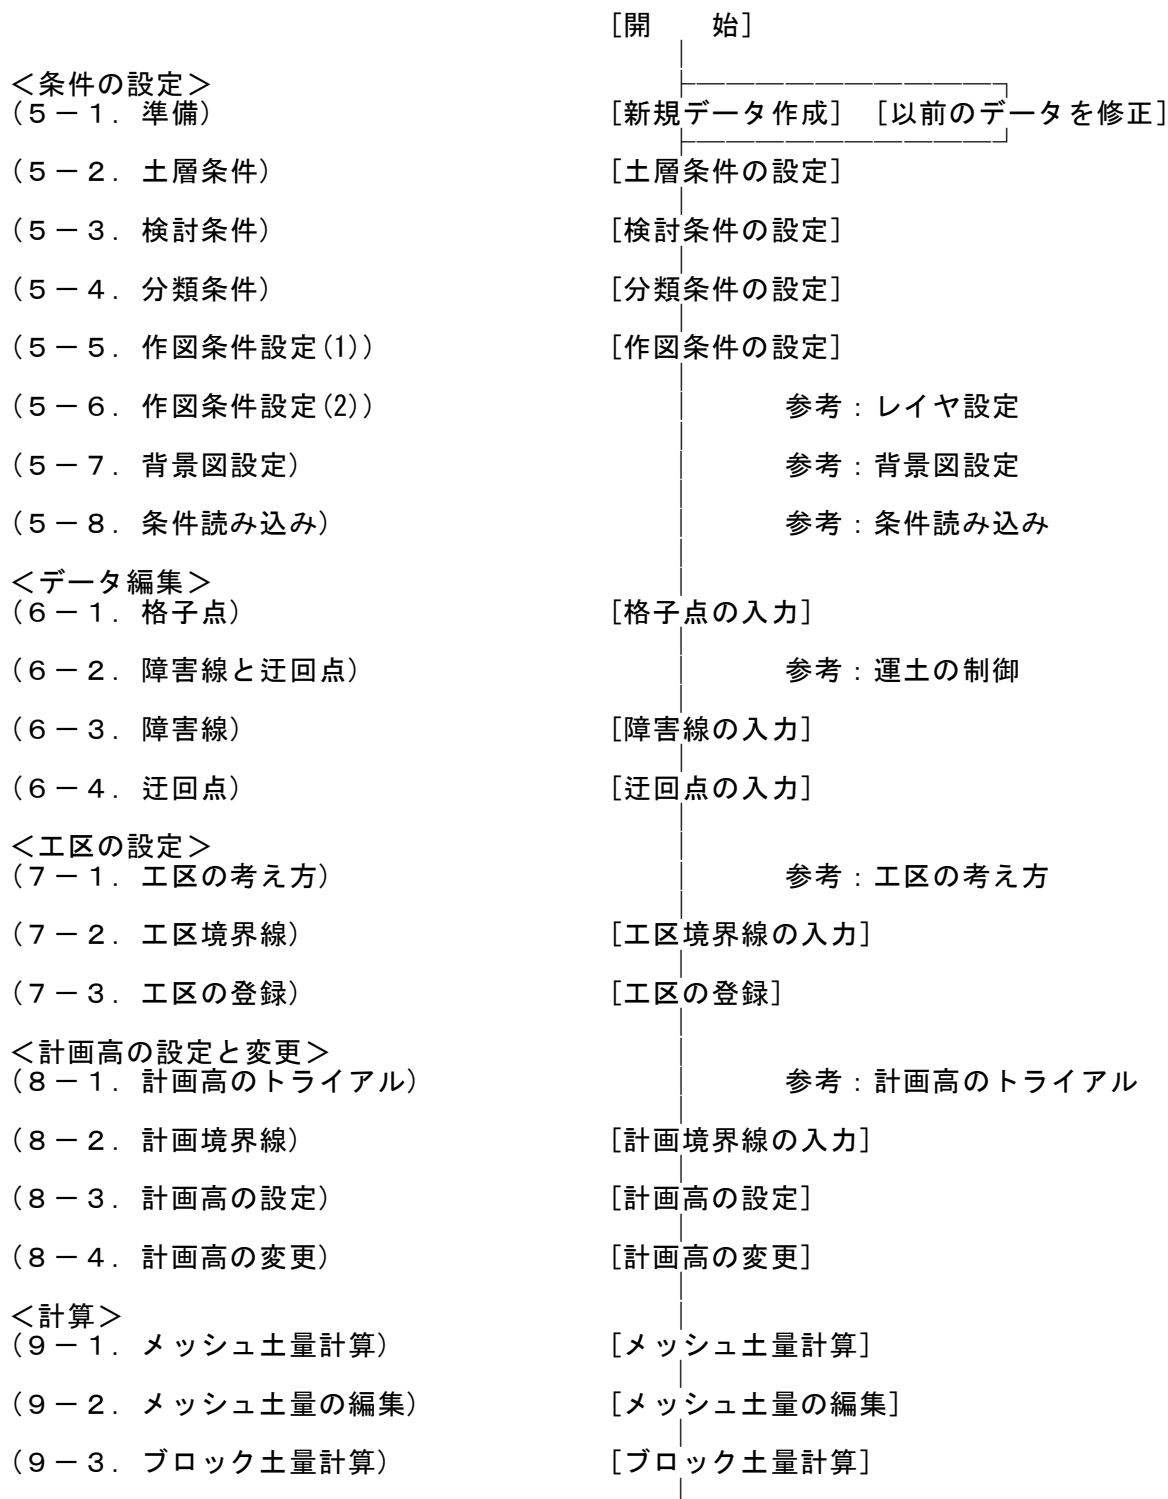 [開　　始]
＜条件の設定＞
(５－１．準備)　[新規データ作成]　[以前のデータを修正]
(５－２．土層条件)　[土層条件の設定]
(５－３．検討条件)　[検討条件の設定]
(５－４．分類条件)　[分類条件の設定]
(５－５．作図条件設定(1))　[作図条件の設定]
(５－６．作図条件設定(2))　参考：レイヤ設定
(５－７．背景図設定)　参考：背景図設定
(５－８．条件読み込み)　参考：条件読み込み
＜データ編集＞
(６－１．格子点)　[格子点の入力]
(６－２．障害線と迂回点)　参考：運土の制御
(６－３．障害線)　[障害線の入力]
(６－４．迂回点)　[迂回点の入力]
＜工区の設定＞
(７－１．工区の考え方)　参考：工区の考え方
(７－２．工区境界線)　[工区境界線の入力]
(７－３．工区の登録)　[工区の登録]
＜計画高の設定と変更＞
(８－１．計画高のトライアル)　参考：計画高のトライアル
(８－２．計画境界線)　[計画境界線の入力]
(８－３．計画高の設定)　[計画高の設定]
(８－４．計画高の変更)　[計画高の変更]
＜計算＞
(９－１．メッシュ土量計算)　[メッシュ土量計算]
(９－２．メッシュ土量の編集)　[メッシュ土量の編集]
(９－３．ブロック土量計算)　[ブロック土量計算]